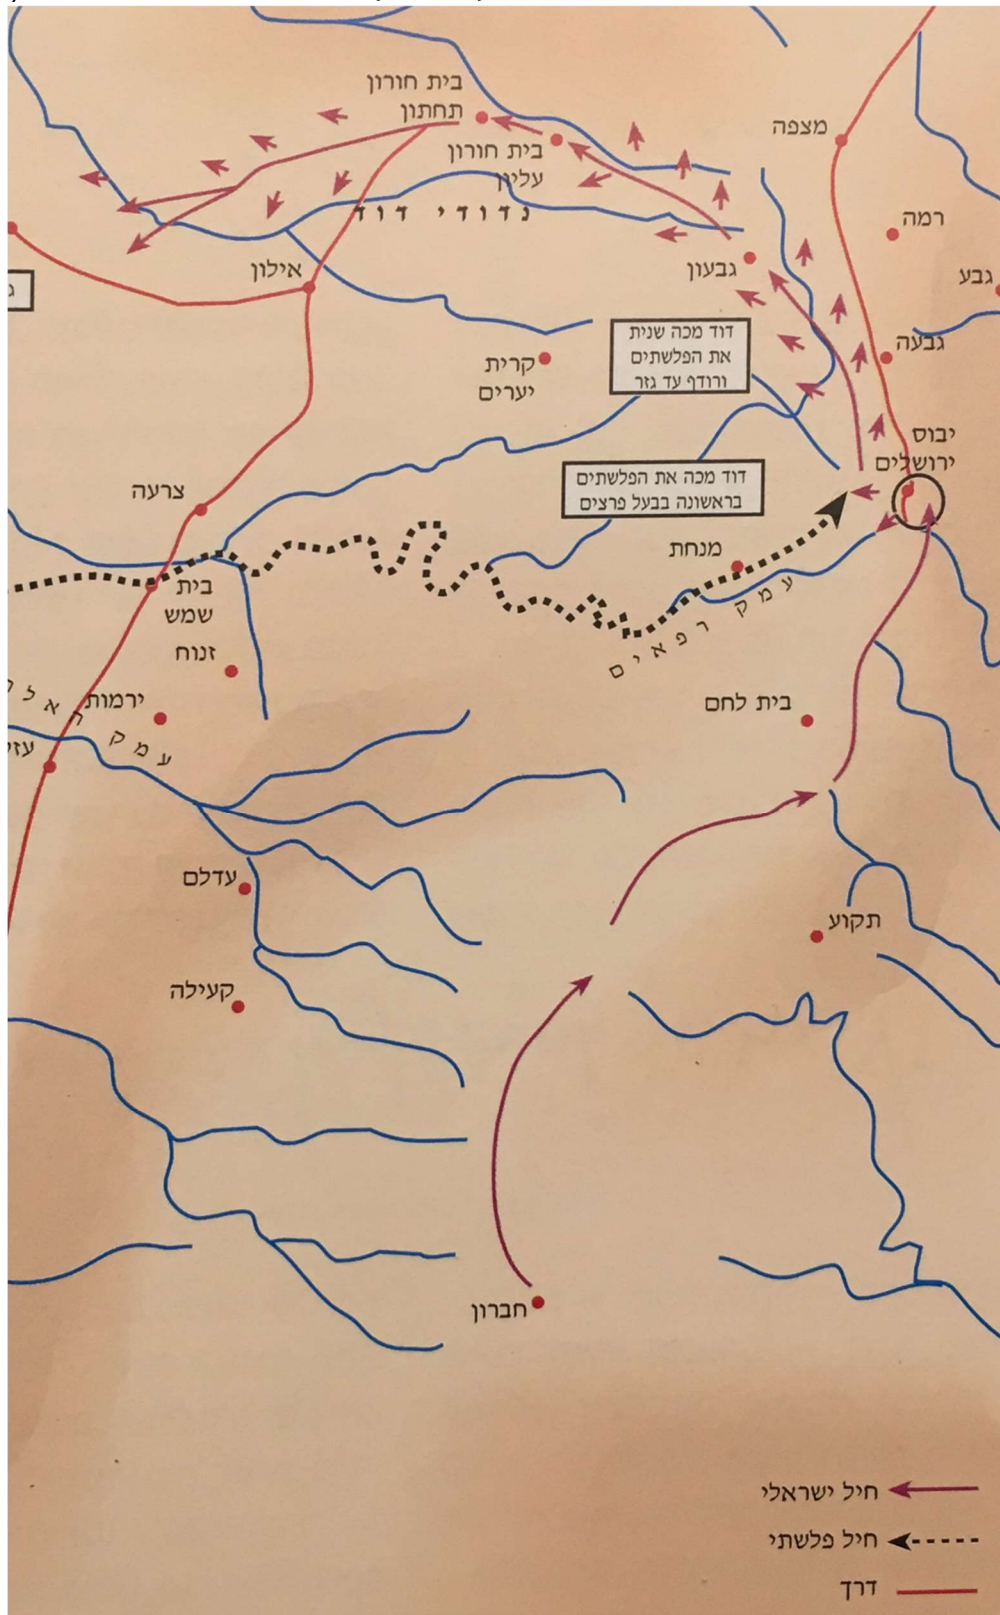 בית חורון
תחתון
מצפה
בית חורון
עליון
נדודי דוד
רמה
גבעון
אילון
גבע
גבעה
דוד מכה שנית
את הפלשתים
ורודף עד גזר
קרית
יערים
יבוס
ירושלים
דוד מכה את הפלשתים
בראשונה בבעל פרצים
צרעה
מנחת
בית
שמש
עמק רפאים
זנוח
ירמות
בית לחם
עמק האלה
עדלם
תקוע
קעילה
חברון
חיל ישראלי
חיל פלשתי
דרך